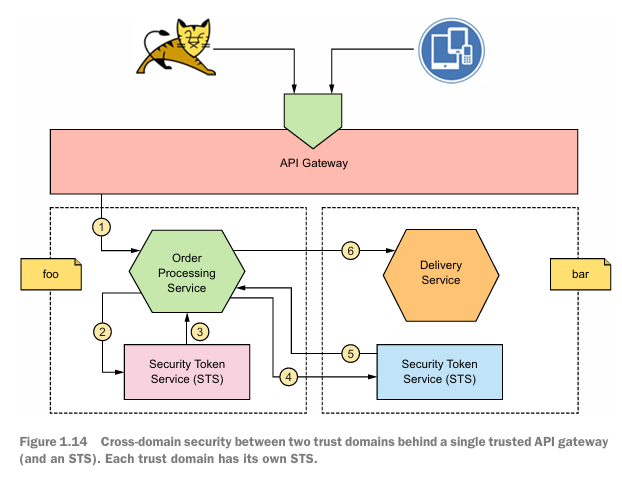 API Gateway
1
foo
Order
Processing
Service
6
Delivery
Service
bar
2
3
Security Token
Service (STS)
4
5
Security Token
Service (STS)
Figure 1.14 Cross-domain security between two trust domains behind a single trusted API gateway
(and an STS). Each trust domain has its own STS.